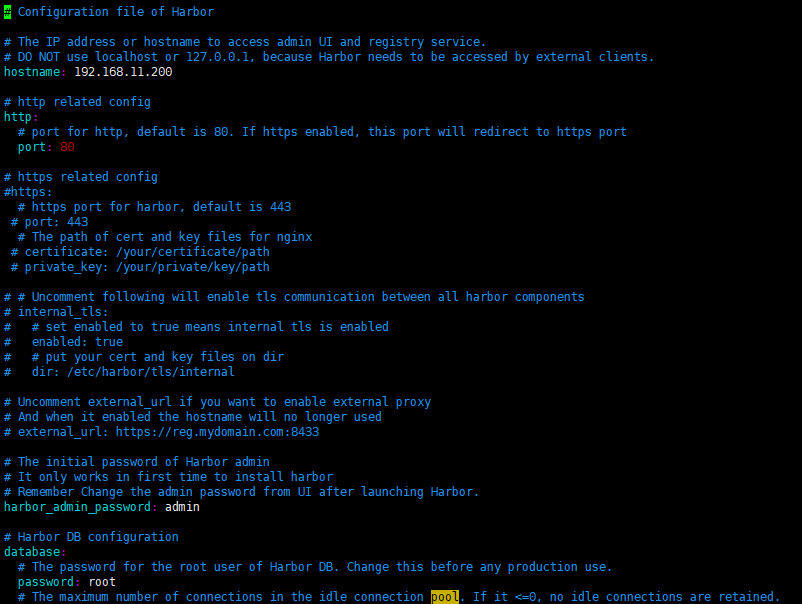 # Configuration file of Harbor

# The IP address or hostname to access admin UI and registry service.
# DO NOT use localhost or 127.0.0.1, because Harbor needs to be accessed by external clients.
hostname: 192.168.11.200

# http related config
http:
  # port for http, default is 80. If https enabled, this port will redirect to https port
  port: 80

# https related config
#https:
  # https port for harbor, default is 443
 # port: 443
  # The path of cert and key files for nginx
 # certificate: /your/certificate/path
 # private_key: /your/private/key/path

# # Uncomment following will enable tls communication between all harbor components
# internal_tls:
#   # set enabled to true means internal tls is enabled
#   enabled: true
#   # put your cert and key files on dir
#   dir: /etc/harbor/tls/internal

# Uncomment external_url if you want to enable external proxy
# And when it enabled the hostname will no longer used
# external_url: https://reg.mydomain.com:8433

# The initial password of Harbor admin
# It only works in first time to install harbor
# Remember Change the admin password from UI after launching Harbor.
harbor_admin_password: admin

# Harbor DB configuration
database:
  # The password for the root user of Harbor DB. Change this before any production use.
  password: root
  # The maximum number of connections in the idle connection pool. If it <=0, no idle connections are retained.